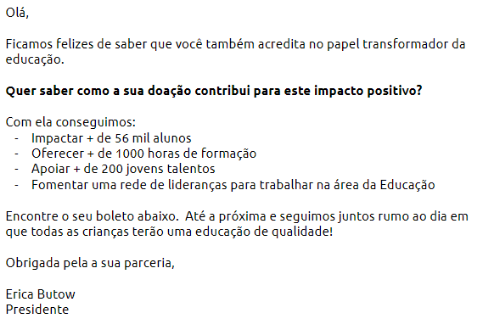 Olá,
Ficamos felizes de saber que você também acredita no papel transformador da
educação.
Quer saber como a sua doação contribui para este impacto positivo?
Com ela conseguimos:
- Impactar + de 56 mil alunos
- Oferecer + de 1000 horas de formação
- Apoiar + de 200 jovens talentos
- Fomentar uma rede de lideranças para trabalhar na área da Educação
Encontre o seu boleto abaixo. Até a próxima e seguimos juntos rumo ao dia em
que todas as crianças terão uma educação de qualidade!
Obrigada pela a sua parceria,
Erica Butow
Presidente